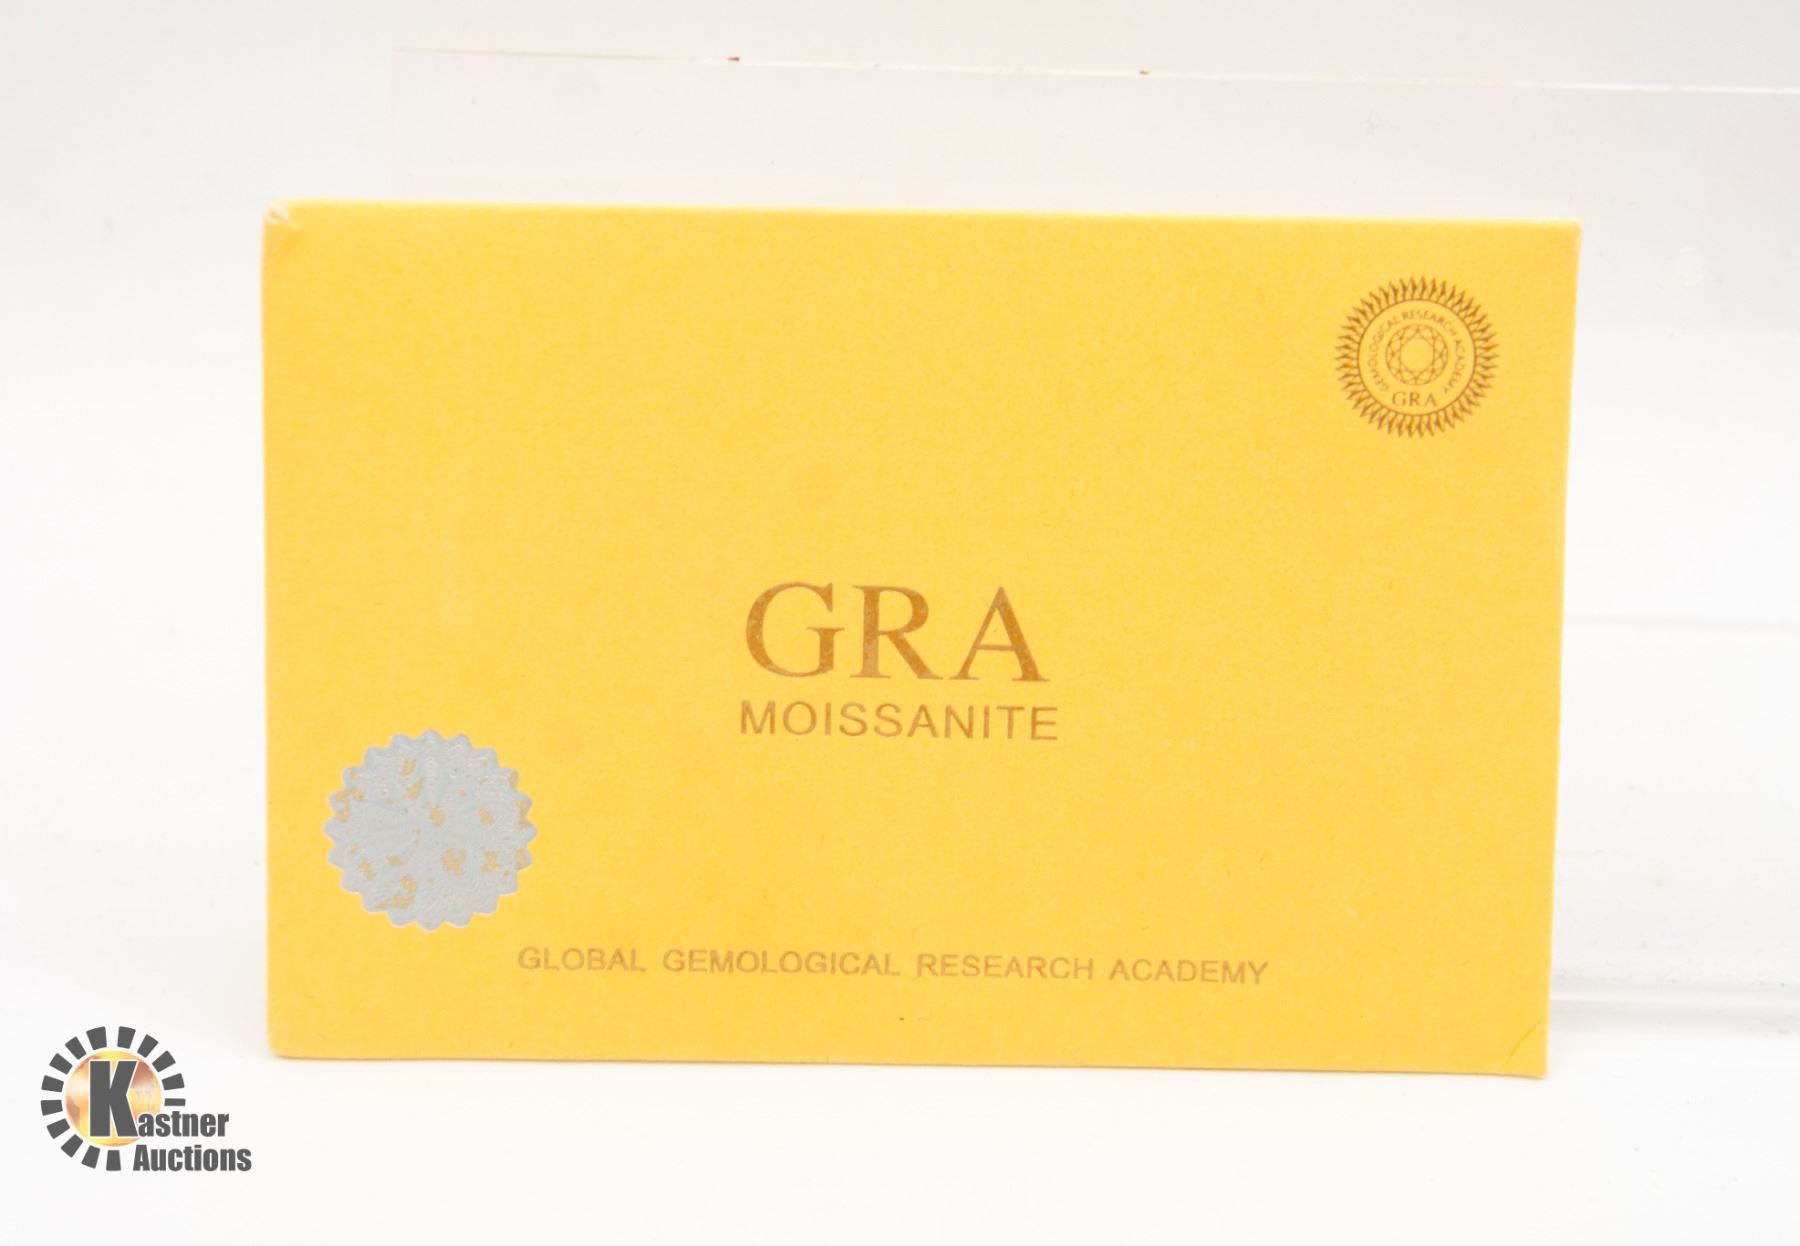 GEMOLOGICAL RESEARCH ACADEMY
GRA
GRA
MOISSANITE
GLOBAL GEMOLOGICAL RESEARCH ACADEMY
Kastner
Auctions